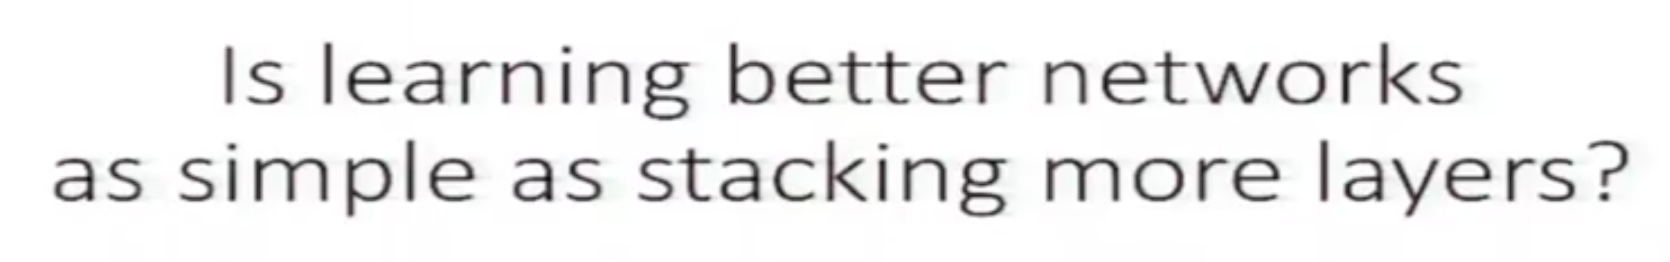 Is learning better networks
as simple as stacking more layers?